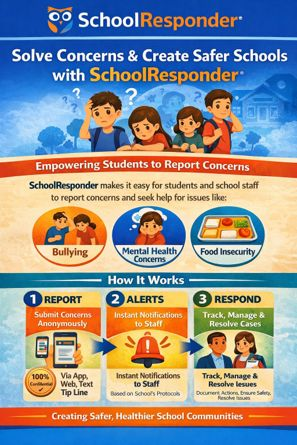 SchoolResponder®
Solve Concerns & Create Safer Schools
with SchoolResponder®
? ?
Empowering Students to Report Concerns
SchoolResponder makes it easy for students and school staff
to report concerns and seek help for issues like:
Bullying
Mental Health
Concerns
Food Insecurity
How It Works
1 REPORT
Submit Concerns
Anonymously
100%
Confidential
Via App,
Web, Text
Tip Line
2 ALERTS
Instant Notifications
to Staff
Instant Notifications
to Staff
Based on School's Protocols
3 RESPOND
Track, Manage &
Resolve Cases
Track, Manage &
Resolve Issues
Document Actions, Ensure Safety,
Resolve Issues
Creating Safer, Healthier School Communities